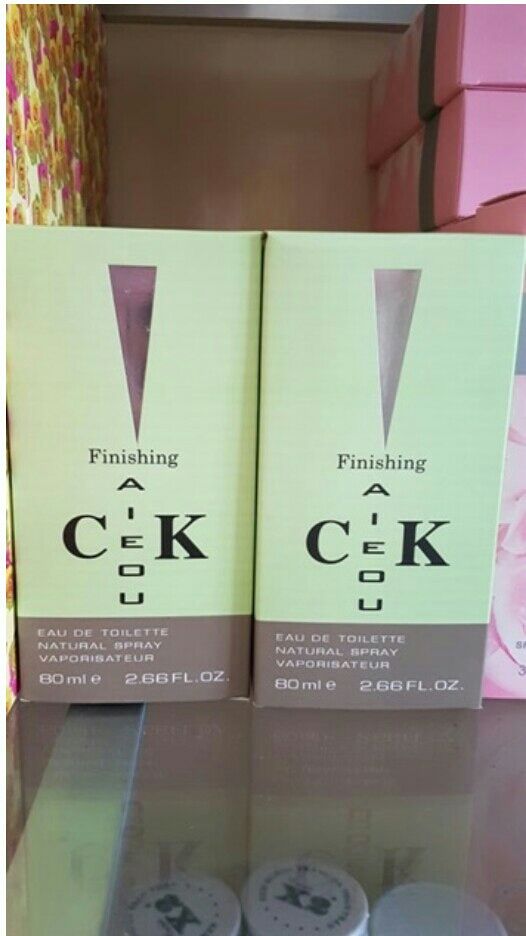 Finishing
A
I
C E K
O
U
EAU DE TOILETTE
NATURAL SPRAY
VAPORISATEUR
80 ml e 2.66 FL.OZ.
Finishing
A
I
C E K
O
U
EAU DE TOILETTE
NATURAL SPRAY
VAPORISATEUR
80 ml e 2.66 FL.OZ.